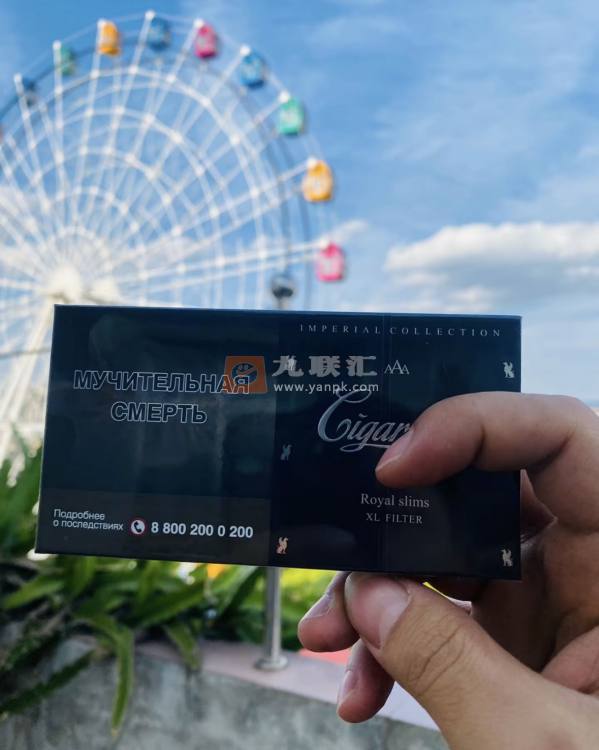 МУЧИТЕЛЬНАЯ
СМЕРТЬ
Подробнее
о последствиях
8 800 200 0 200
IMPERIAL COLLECTION
AAA
Royal slims
XL FILTER
九联汇
www.yanpk.com